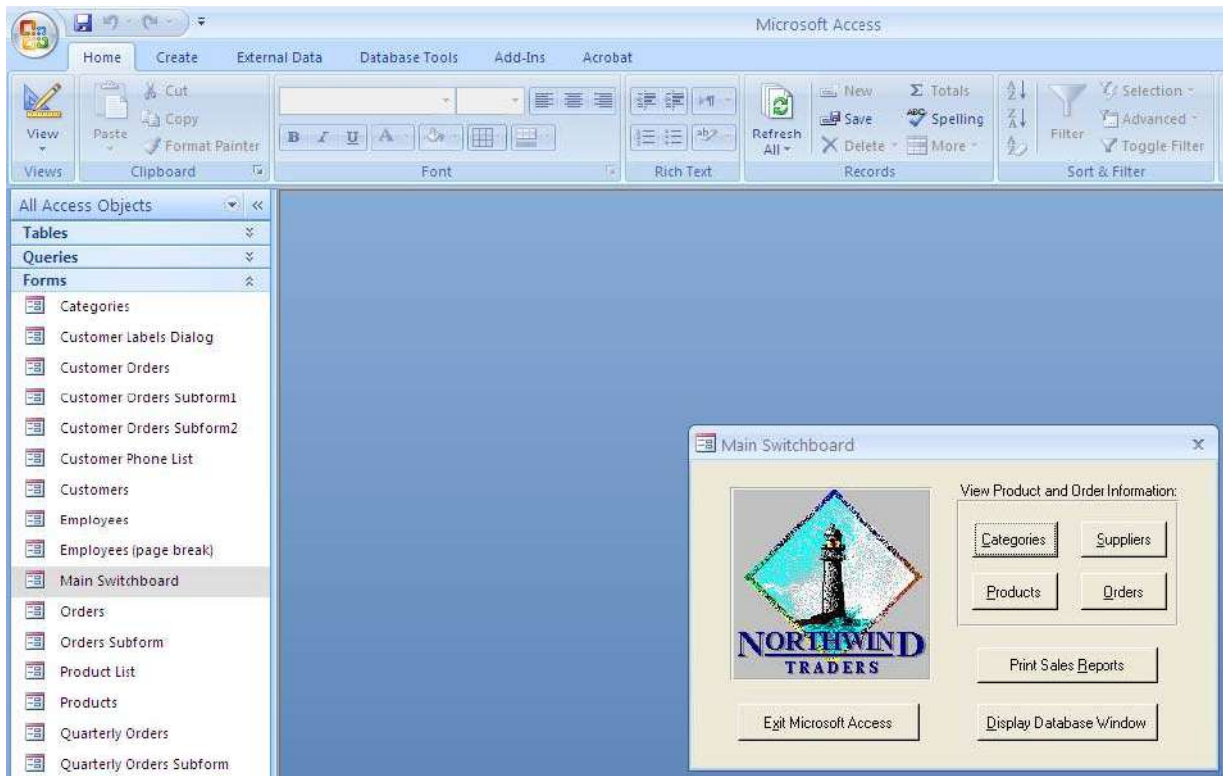 Microsoft Access
Home Create External Data Database Tools Add-Ins Acrobat
View
Paste
Cut
Copy
Format Painter
B I U A
Refresh All
New
Save
Delete
Totals
Spelling
More
Filter
Selection
Advanced
Toggle Filter
Views Clipboard Font Rich Text Records Sort & Filter
All Access Objects
Tables
Queries
Forms
Categories
Customer Labels Dialog
Customer Orders
Customer Orders Subform1
Customer Orders Subform2
Customer Phone List
Customers
Employees
Employees (page break)
Main Switchboard
Orders
Orders Subform
Product List
Products
Quarterly Orders
Quarterly Orders Subform
Main Switchboard
NORTHWIND
TRADERS
View Product and Order Information:
Categories Suppliers
Products Orders
Print Sales Reports
Exit Microsoft Access Display Database Window